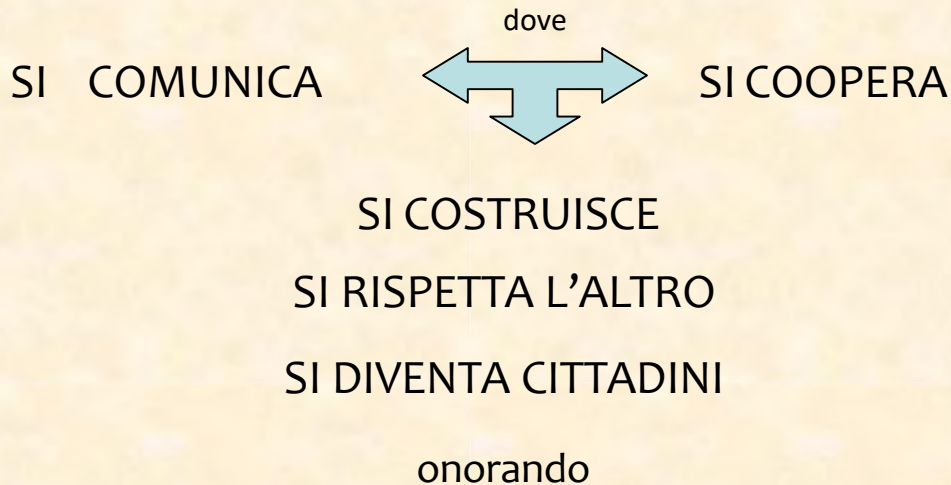 dove
SI COMUNICA SI COOPERA
SI COSTRUISCE
SI RISPETTA L’ALTRO
SI DIVENTA CITTADINI
onorando